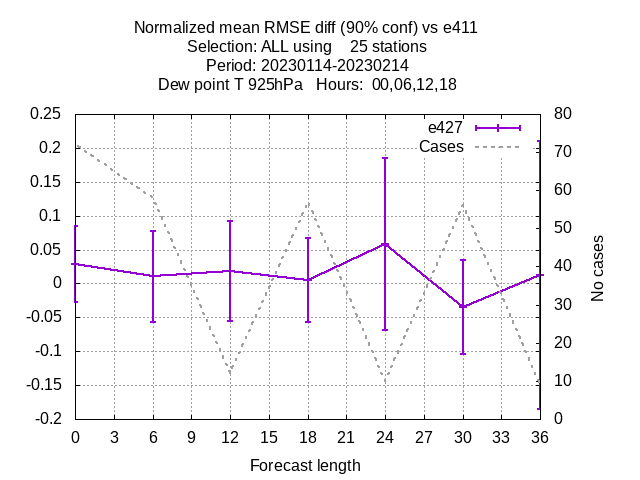 Normalized mean RMSE diff (90% conf) vs e411
Selection: ALL using    25 stations
Period: 20230114-20230214
Dew point T 925hPa   Hours:  00,06,12,18
e427
Cases
0.25
0.2
0.15
0.1
0.05
0
-0.05
-0.1
-0.15
-0.2
80
70
60
50
40
30
20
10
0
No cases
0 3 6 9 12 15 18 21 24 27 30 33 36
Forecast length